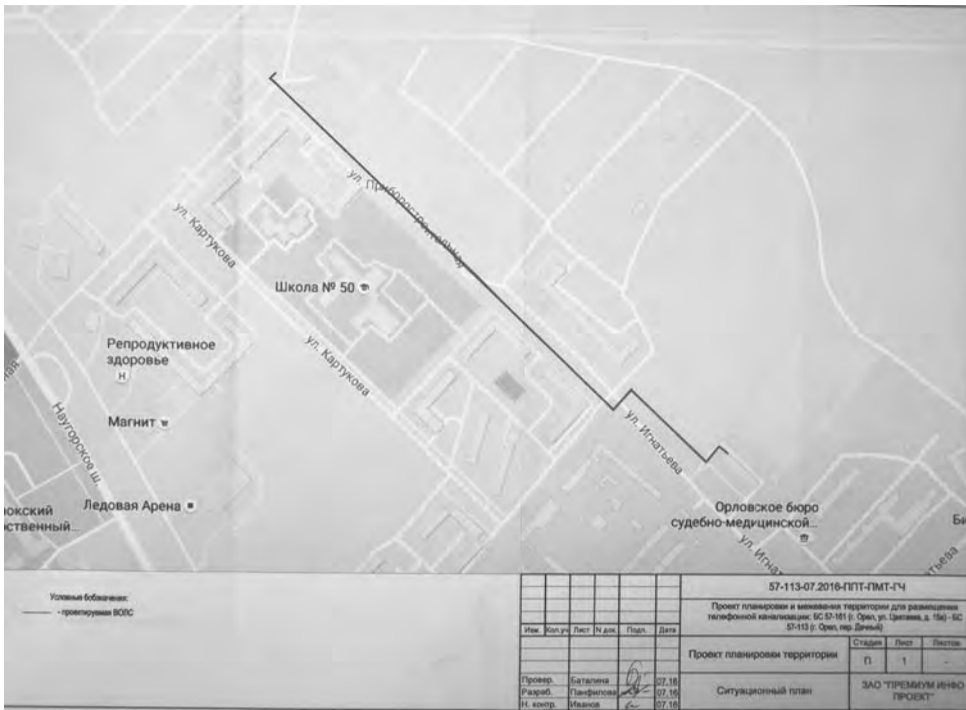 ул. Приборостроительная
ул. Картукова
Школа № 50
ул. Картукова
Репродуктивное
здоровье
H
Магнит
ная
Наугорское ш.
Ледовая Арена
ул. Игнатьева
Орловское бюро
судебно-медицинской...
ственный...
ул. Игна
тьева
Условные обозначения:
- проектируемая ВОЛС
57-113-07.2016-ППТ-ПМТ-ГЧ
Проект планировки и межевания территории для размещения
телефонной канализации: БС 57-161 (г. Орел, ул. Цветаева, д. 15а) - БС
57-113 (г. Орел, пер. Дачный)
Изм. Кол.уч Лист N док. Подп. Дата
Проект планировки территории
Стадия Лист Листов
П 1 -
Провер. Баталина 07.16
Разраб. Панфилова 07.16
Н. контр. Иванов 07.16
Ситуационный план
ЗАО "ПРЕМИУМ ИНФО
ПРОЕКТ"